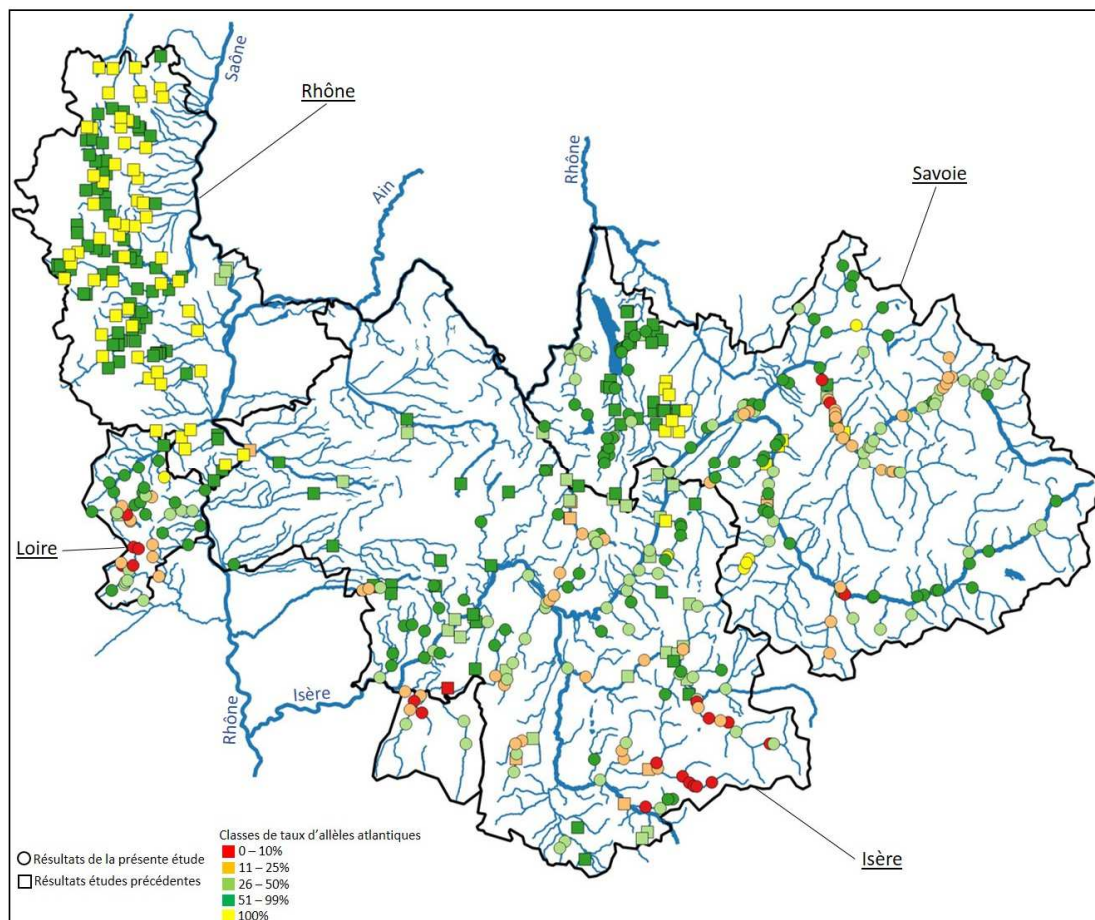 Saône
Rhône
Rhône
Savoie
Ain
Loire
Isère
Rhône
Isère
Classes de taux d'allèles atlantiques
0 – 10%
11 – 25%
26 – 50%
51 – 99%
100%
Résultats de la présente étude
Résultats études précédentes